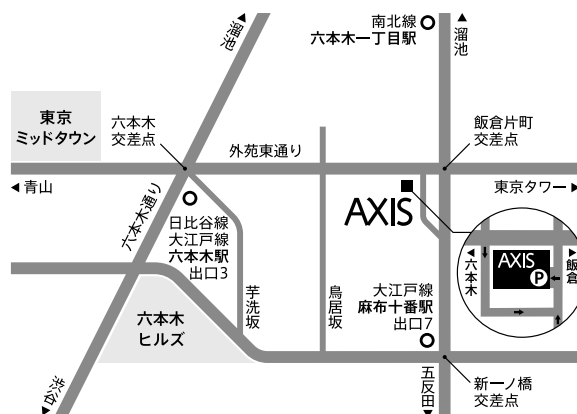 南北線
六本木一丁目駅
溜池
溜池
東京
ミッドタウン
六本木
交差点
外苑東通り
飯倉片町
交差点
青山
東京タワー
六本木通り
日比谷線
大江戸線
六本木駅
出口3
AXIS
AXIS
P
六本木
飯倉
芋洗坂
鳥居坂
大江戸線
麻布十番駅
出口7
六本木
ヒルズ
渋谷
五反田
新一ノ橋
交差点